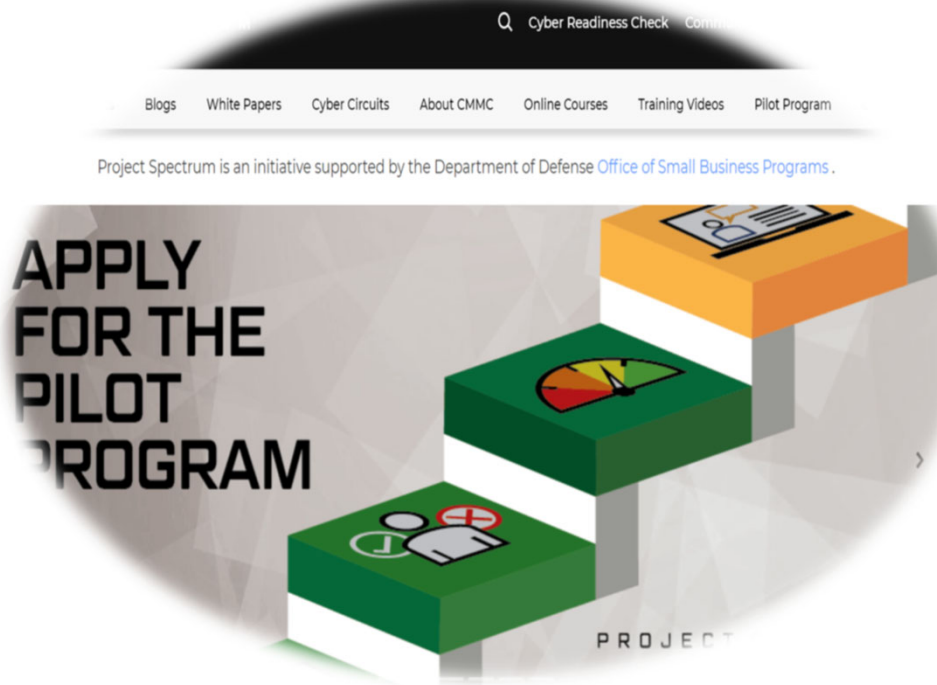 Cyber Readiness Check
Blogs White Papers Cyber Circuits About CMMC Online Courses Training Videos Pilot Program
Project Spectrum is an initiative supported by the Department of Defense Office of Small Business Programs .
APPLY
FOR THE
PILOT
PROGRAM
PROJECT